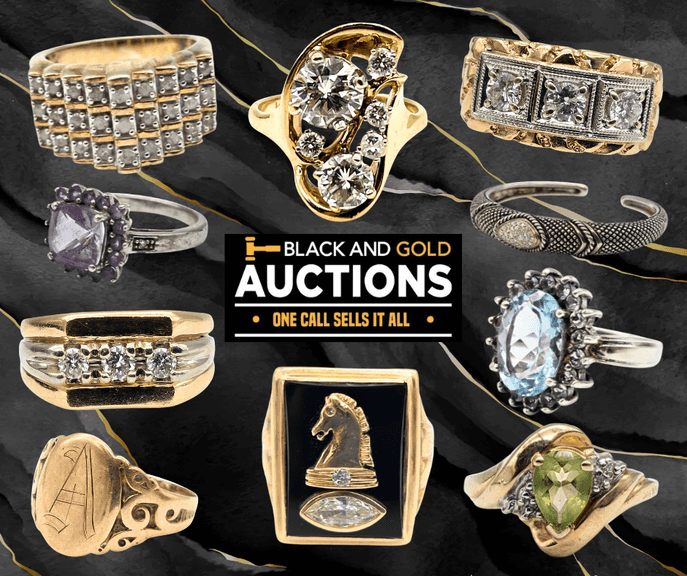 BLACK AND GOLD
AUCTIONS
• ONE CALL SELLS IT ALL •